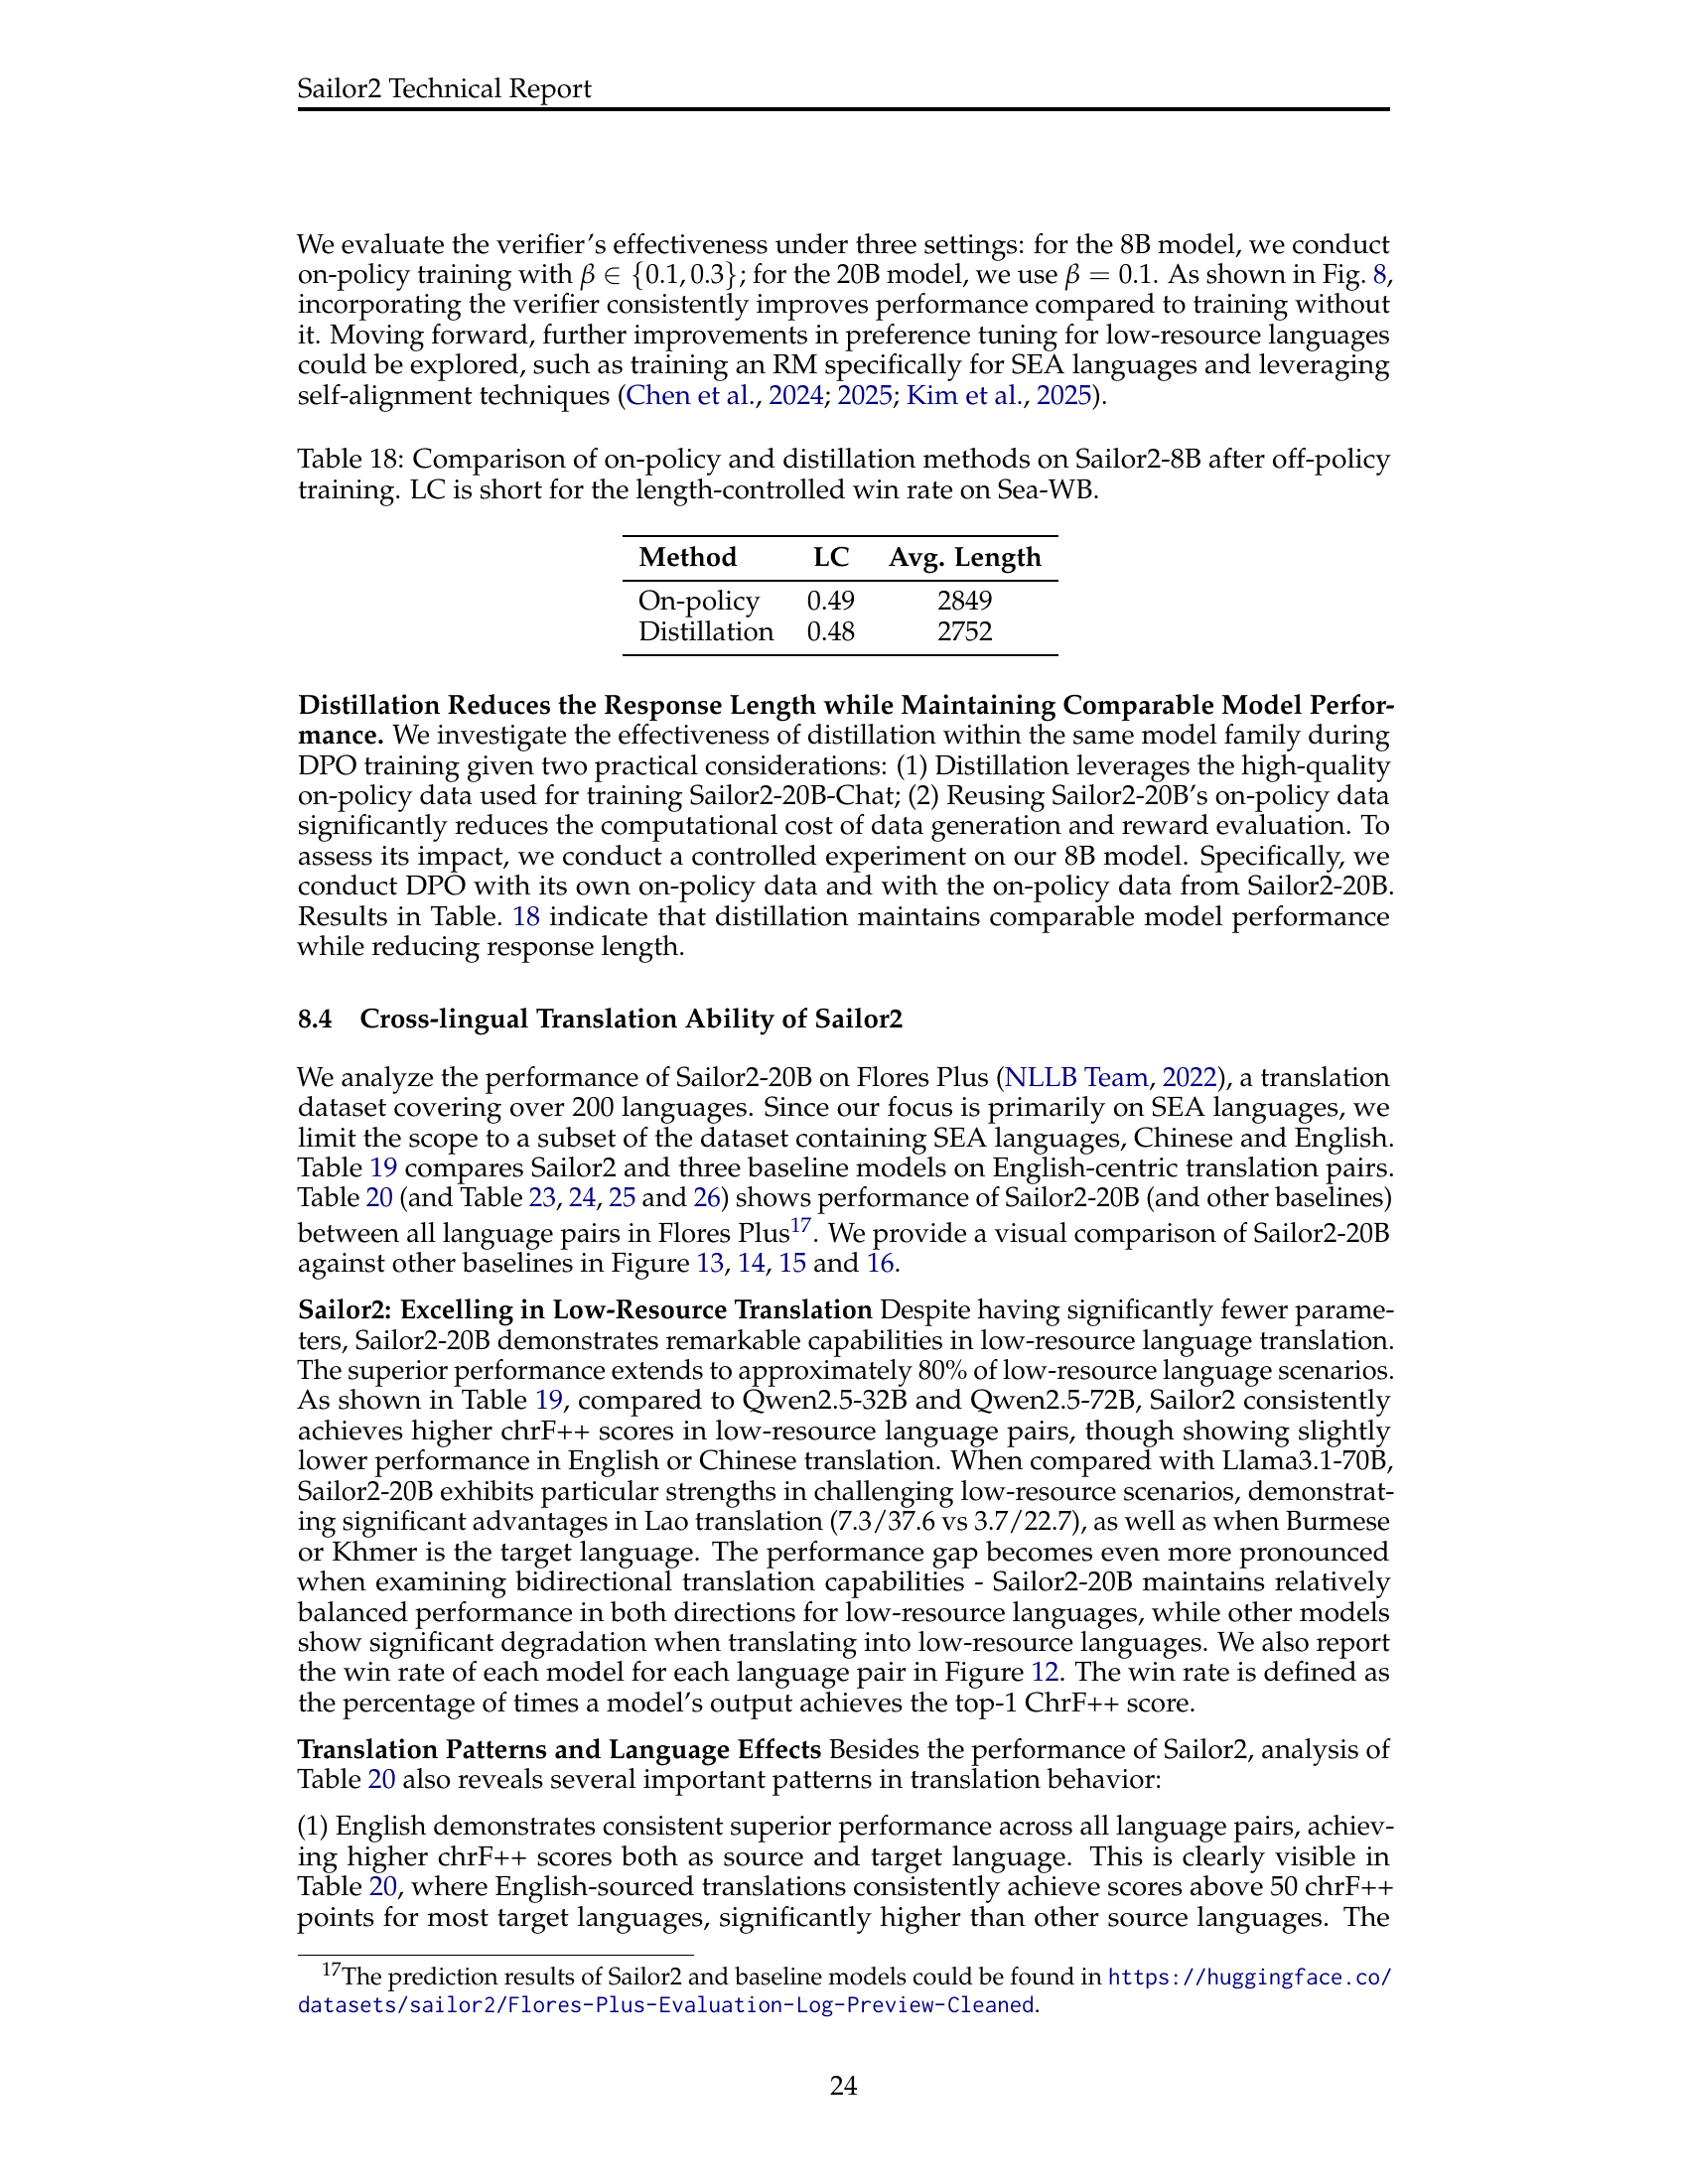 Sailor2 Technical Report
We evaluate the verifier's effectiveness under three settings: for the 8B model, we conduct
on-policy training with β ∈ {0.1, 0.3}; for the 20B model, we use β = 0.1. As shown in Fig. 8,
incorporating the verifier consistently improves performance compared to training without
it. Moving forward, further improvements in preference tuning for low-resource languages
could be explored, such as training an RM specifically for SEA languages and leveraging
self-alignment techniques (Chen et al., 2024; 2025; Kim et al., 2025).
Table 18: Comparison of on-policy and distillation methods on Sailor2-8B after off-policy
training. LC is short for the length-controlled win rate on Sea-WB.
Method LC Avg. Length
On-policy 0.49 2849
Distillation 0.48 2752
Distillation Reduces the Response Length while Maintaining Comparable Model Perfor-
mance. We investigate the effectiveness of distillation within the same model family during
DPO training given two practical considerations: (1) Distillation leverages the high-quality
on-policy data used for training Sailor2-20B-Chat; (2) Reusing Sailor2-20B's on-policy data
significantly reduces the computational cost of data generation and reward evaluation. To
assess its impact, we conduct a controlled experiment on our 8B model. Specifically, we
conduct DPO with its own on-policy data and with the on-policy data from Sailor2-20B.
Results in Table. 18 indicate that distillation maintains comparable model performance
while reducing response length.
8.4 Cross-lingual Translation Ability of Sailor2
We analyze the performance of Sailor2-20B on Flores Plus (NLLB Team, 2022), a translation
dataset covering over 200 languages. Since our focus is primarily on SEA languages, we
limit the scope to a subset of the dataset containing SEA languages, Chinese and English.
Table 19 compares Sailor2 and three baseline models on English-centric translation pairs.
Table 20 (and Table 23, 24, 25 and 26) shows performance of Sailor2-20B (and other baselines)
between all language pairs in Flores Plus17. We provide a visual comparison of Sailor2-20B
against other baselines in Figure 13, 14, 15 and 16.
Sailor2: Excelling in Low-Resource Translation Despite having significantly fewer parame-
ters, Sailor2-20B demonstrates remarkable capabilities in low-resource language translation.
The superior performance extends to approximately 80% of low-resource language scenarios.
As shown in Table 19, compared to Qwen2.5-32B and Qwen2.5-72B, Sailor2 consistently
achieves higher chrF++ scores in low-resource language pairs, though showing slightly
lower performance in English or Chinese translation. When compared with Llama3.1-70B,
Sailor2-20B exhibits particular strengths in challenging low-resource scenarios, demonstrat-
ing significant advantages in Lao translation (7.3/37.6 vs 3.7/22.7), as well as when Burmese
or Khmer is the target language. The performance gap becomes even more pronounced
when examining bidirectional translation capabilities - Sailor2-20B maintains relatively
balanced performance in both directions for low-resource languages, while other models
show significant degradation when translating into low-resource languages. We also report
the win rate of each model for each language pair in Figure 12. The win rate is defined as
the percentage of times a model's output achieves the top-1 ChrF++ score.
Translation Patterns and Language Effects Besides the performance of Sailor2, analysis of
Table 20 also reveals several important patterns in translation behavior:
(1) English demonstrates consistent superior performance across all language pairs, achiev-
ing higher chrF++ scores both as source and target language. This is clearly visible in
Table 20, where English-sourced translations consistently achieve scores above 50 chrF++
points for most target languages, significantly higher than other source languages. The
17The prediction results of Sailor2 and baseline models could be found in https://huggingface.co/
datasets/sailor2/Flores-Plus-Evaluation-Log-Preview-Cleaned.
24